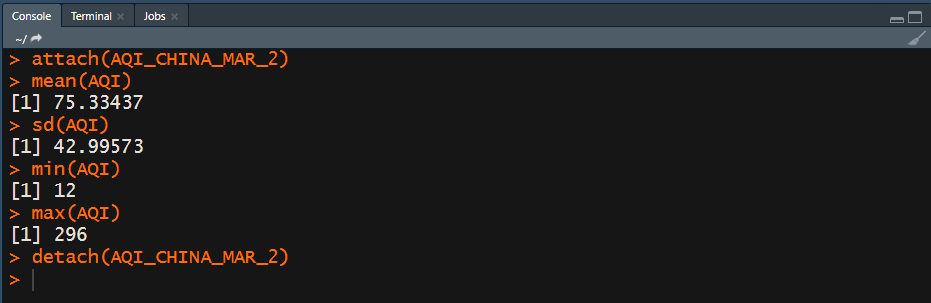 Console Terminal Jobs
~/
> attach(AQI_CHINA_MAR_2)
> mean(AQI)
[1] 75.33437
> sd(AQI)
[1] 42.99573
> min(AQI)
[1] 12
> max(AQI)
[1] 296
> detach(AQI_CHINA_MAR_2)
>